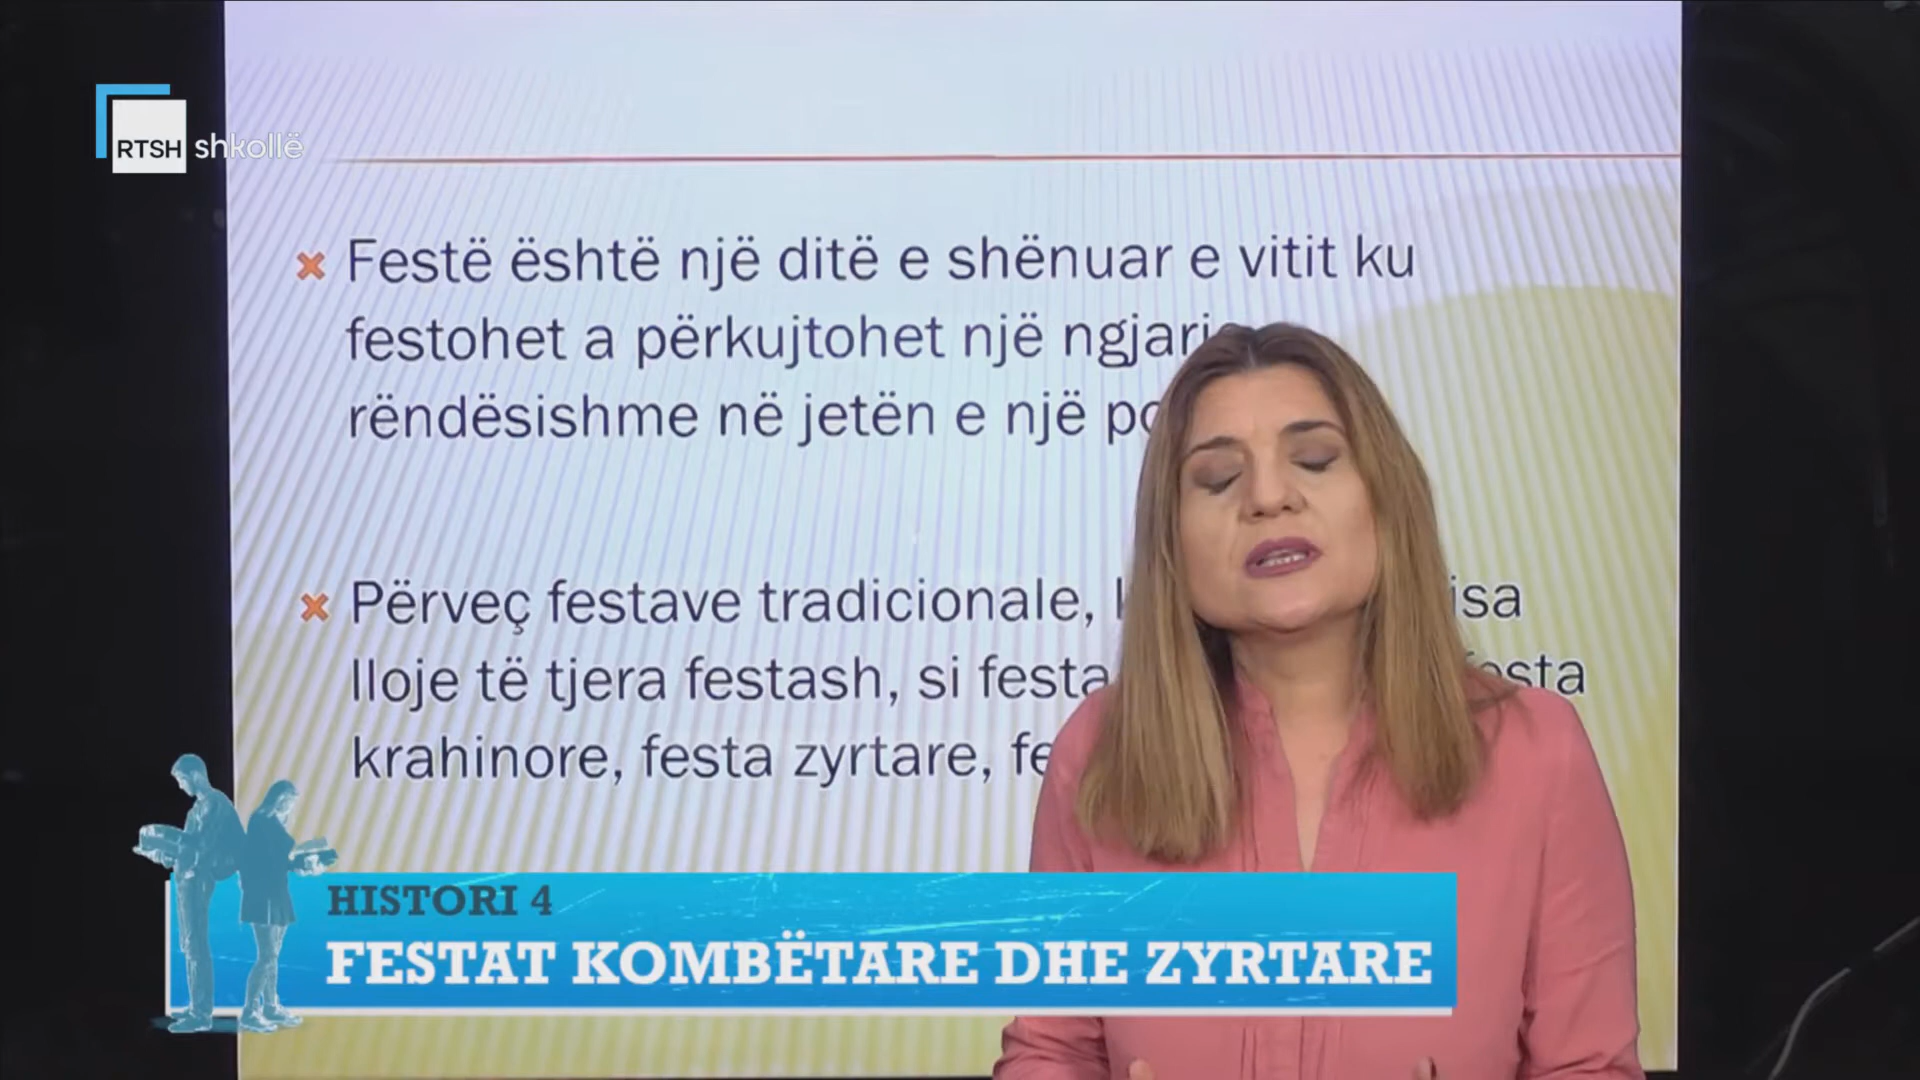 RTSH shkollë
Festë është një ditë e shënuar e vitit ku
festohet a përkujtohet një
rëndësishme në jetën e një
Përveç festave tradicionale,
lloje të tjera festash, si festa
krahinore, festa zyrtare,
HISTORI 4
FESTAT KOMBËTARE DHE ZYRTARE